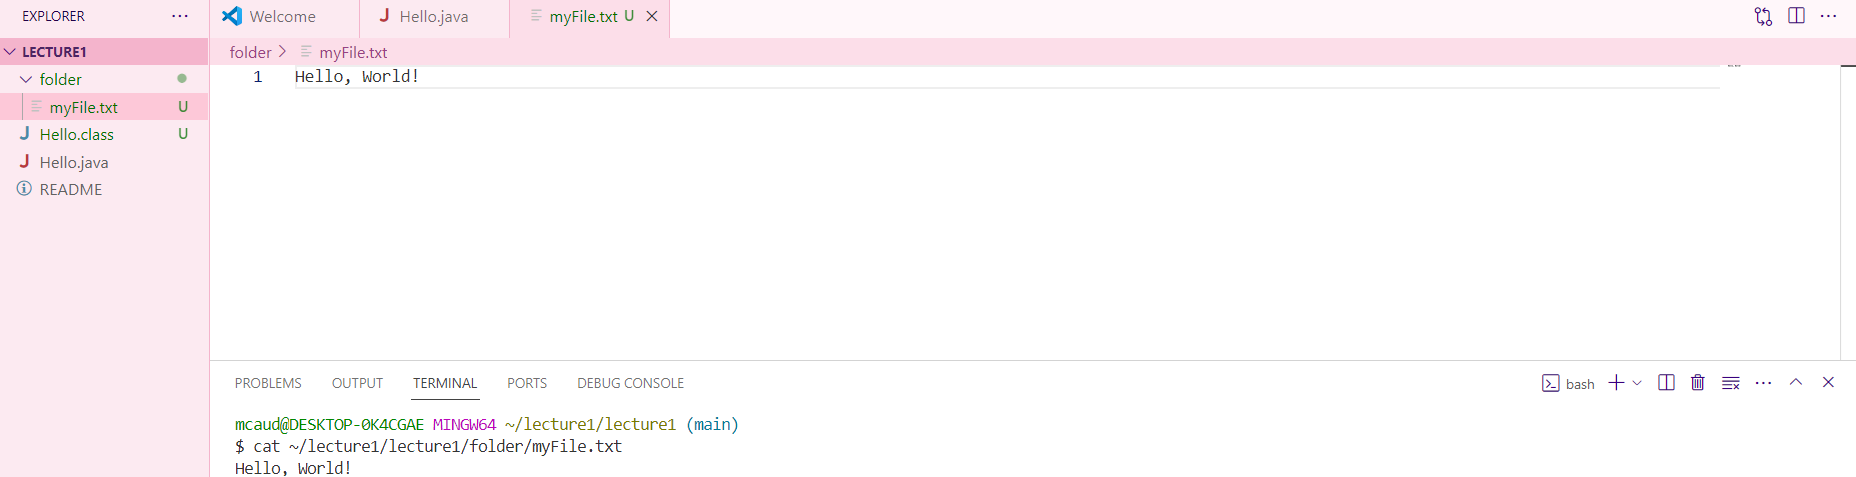 EXPLORER ···
LECTURE1
folder
myFile.txt U
Hello.class U
Hello.java
README
Welcome
Hello.java
myFile.txt U
folder > myFile.txt
1 Hello, World!
PROBLEMS OUTPUT TERMINAL PORTS DEBUG CONSOLE
bash
mcaud@DESKTOP-0K4CGAE MINGW64 ~/lecture1/lecture1 (main)
$ cat ~/lecture1/lecture1/folder/myFile.txt
Hello, World!